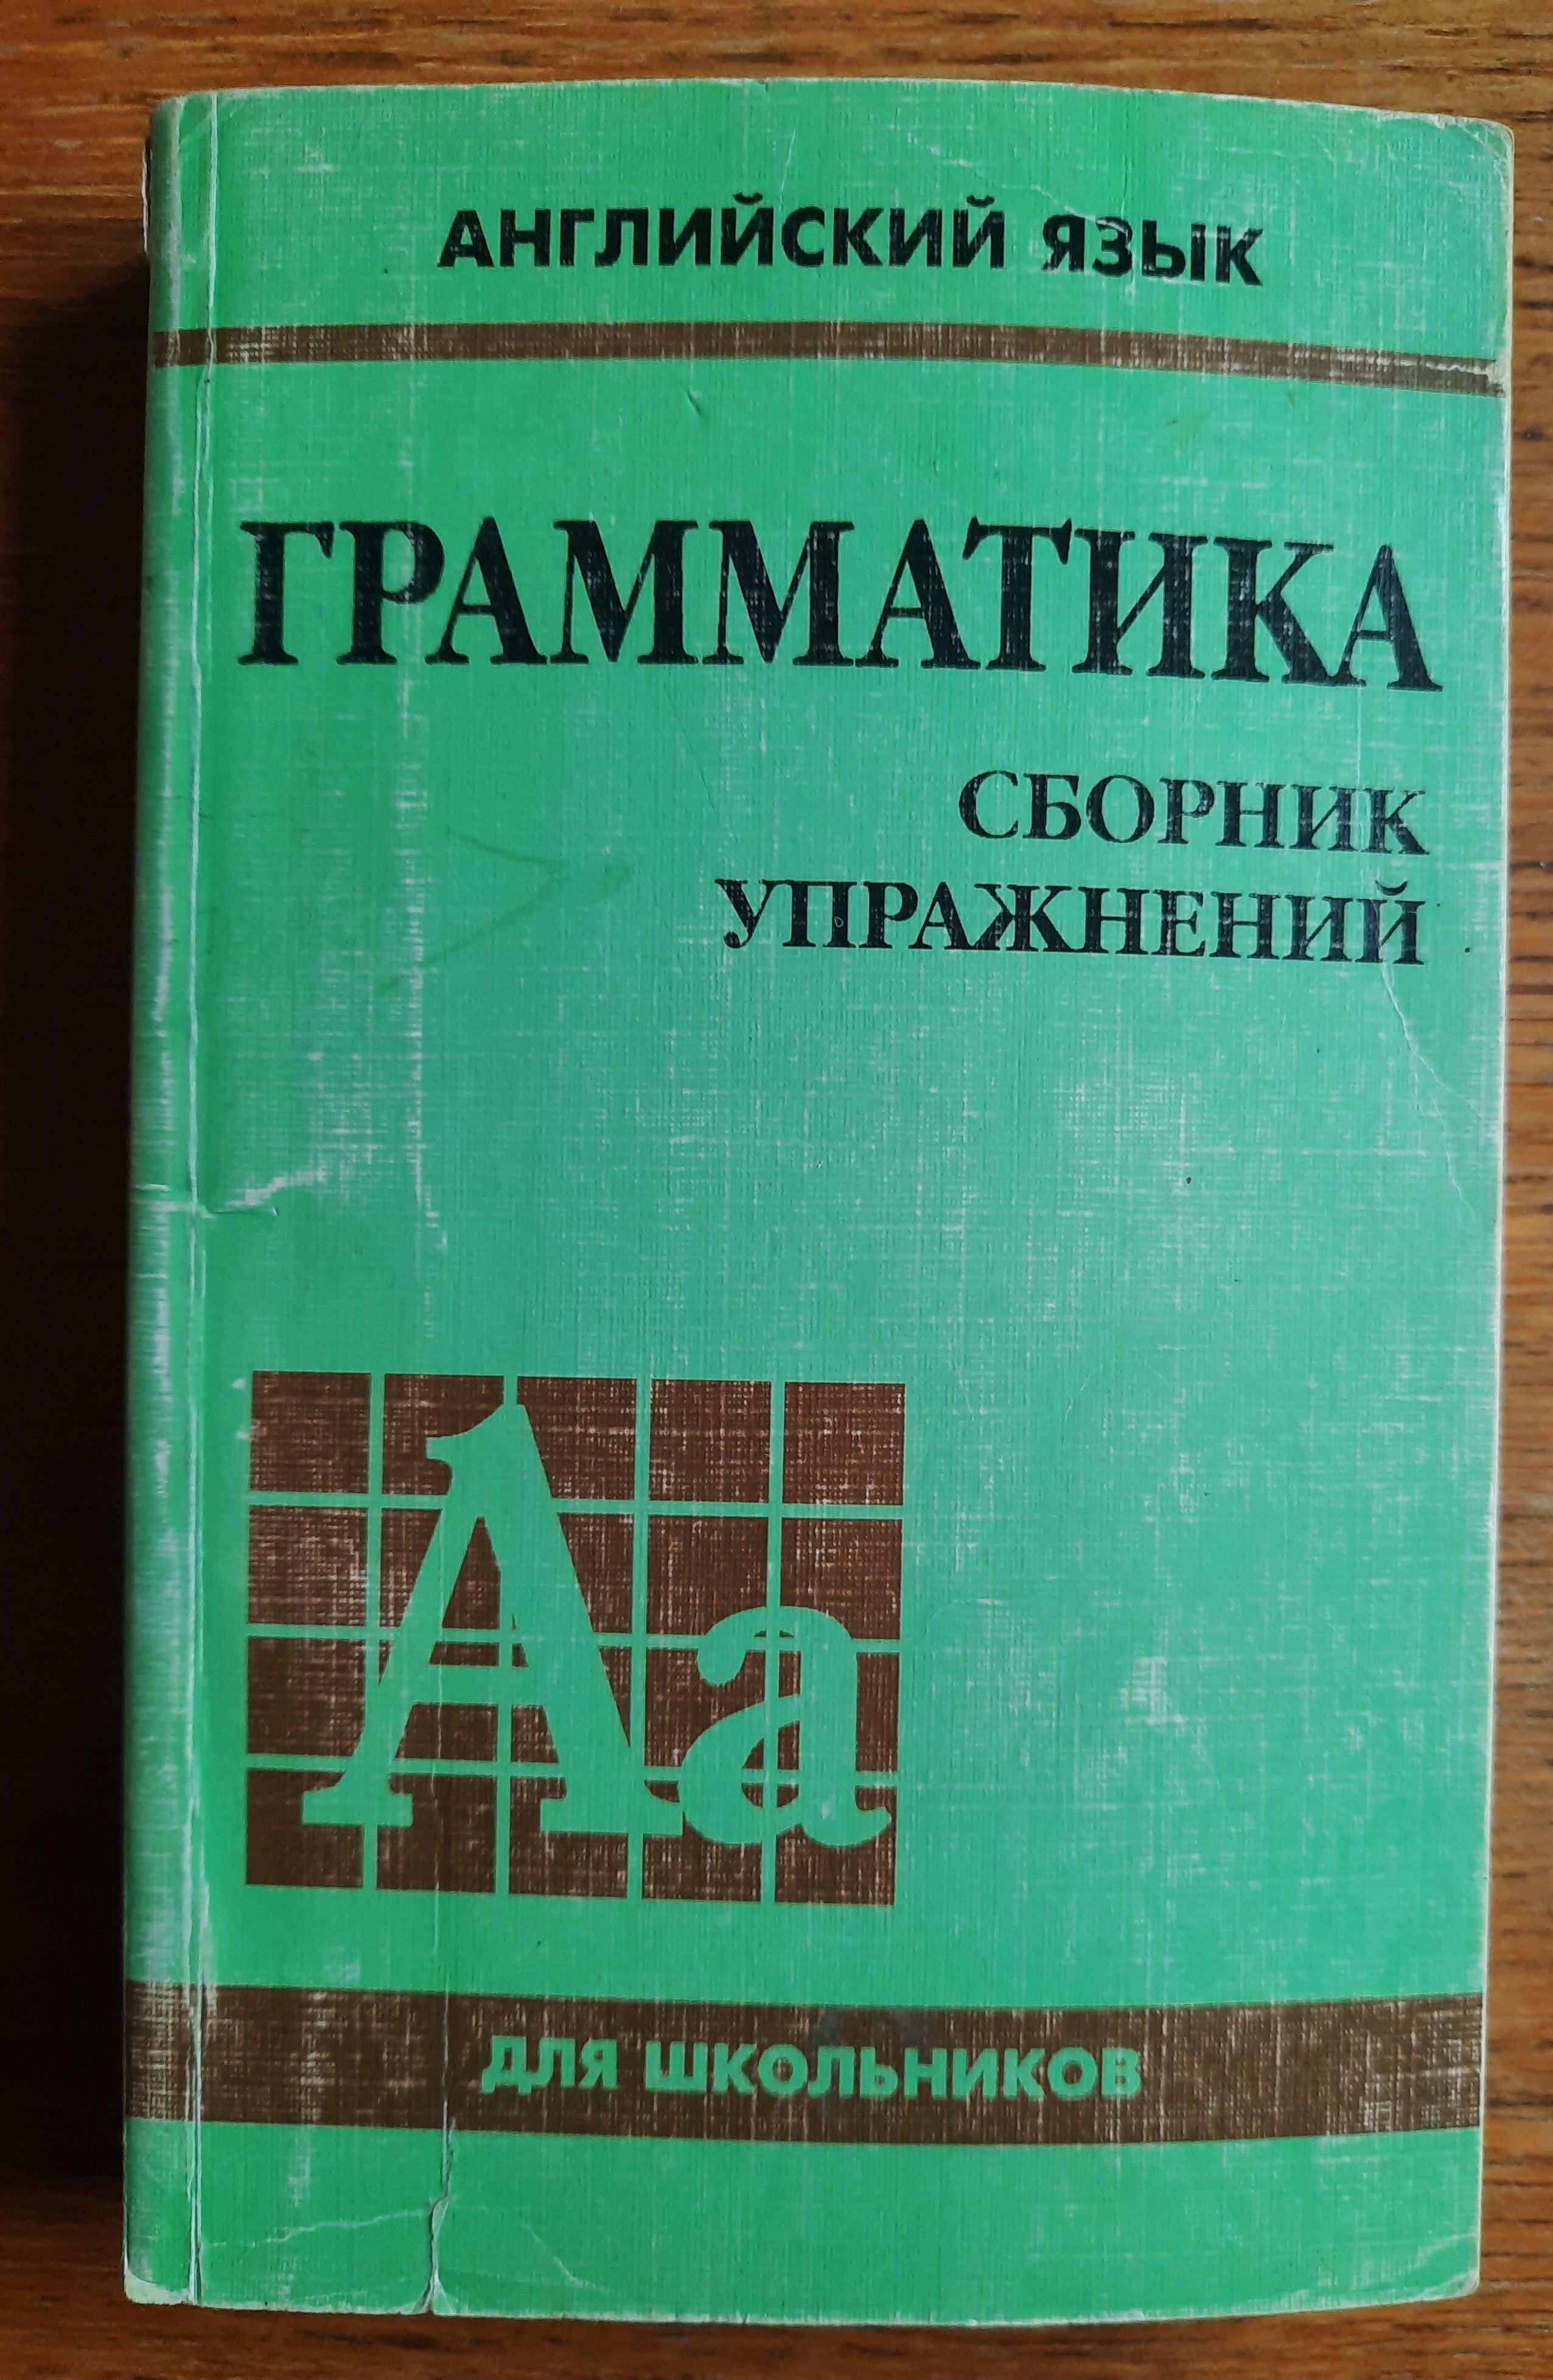 АНГЛИЙСКИЙ ЯЗЫК
ГРАММАТИКА
СБОРНИК
УПРАЖНЕНИЙ
Aa
ДЛЯ ШКОЛЬНИКОВ